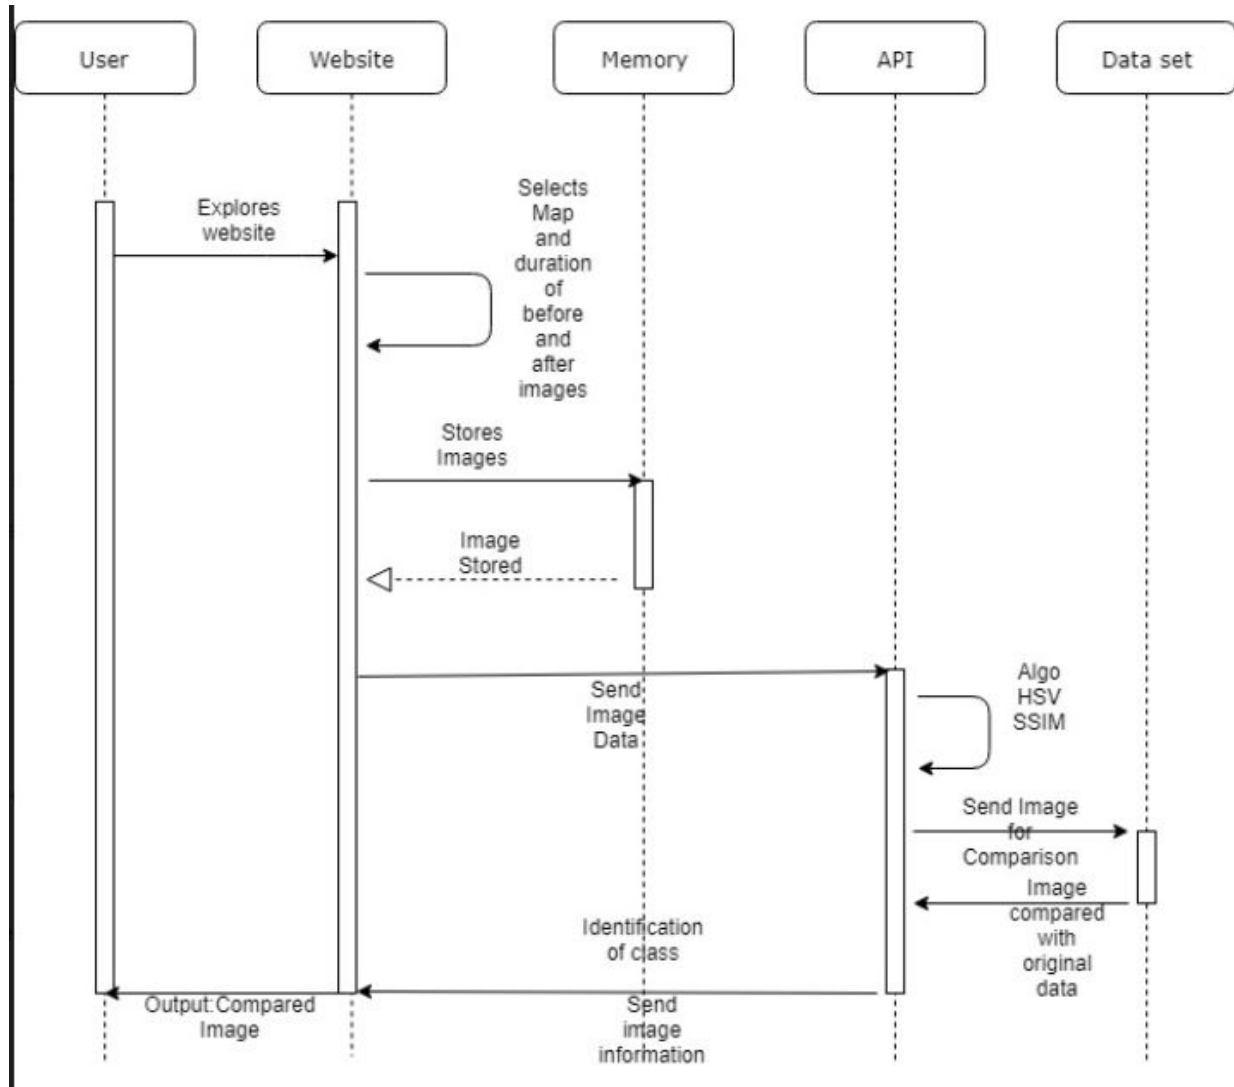 User
Website
Memory
API
Data set
Explores
website
Selects
Map
and
duration
of
before
and
after
images
Stores
Images
Image
Stored
Send
Image
Data
Algo
HSV
SSIM
Send Image
for
Comparison
Image
compared
with
original
data
Identification
of class
Send
image
information
Output:Compared
Image